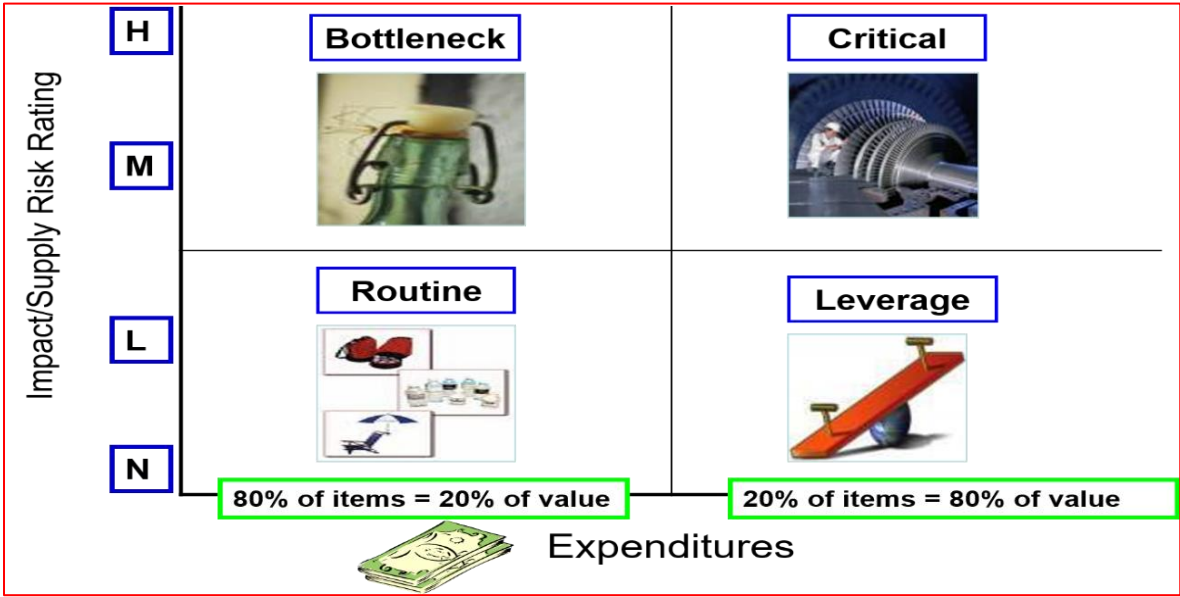 Impact/Supply Risk Rating
H
M
L
N
Bottleneck
Critical
Routine
Leverage
80% of items = 20% of value
20% of items = 80% of value
Expenditures